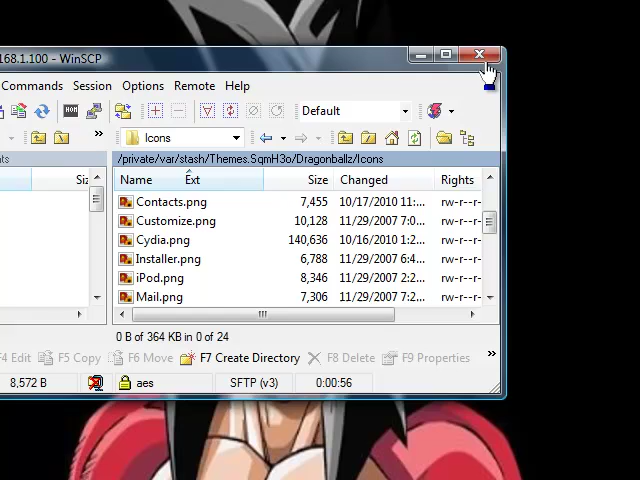 168.1.100 - WinSCP
Commands Session Options Remote Help
Default
» Icons
/private/var/stash/Themes.SqmH3o/Dragonballz/Icons
Siz Name Ext Size Changed Rights
Contacts.png 7,455 10/17/2010 11:... rw-r--r-
Customize.png 10,128 11/29/2007 7:0... rw-r--r-
Cydia.png 140,636 10/16/2010 1:2... rw-r--r-
Installer.png 6,788 11/29/2007 6:4... rw-r--r-
iPod.png 8,346 11/29/2007 2:2... rw-r--r-
Mail.png 7,306 11/29/2007 7:2... rw-r--r-
0 B of 364 KB in 0 of 24
F4 Edit F5 Copy F6 Move F7 Create Directory F8 Delete F9 Properties »
8,572 B aes SFTP (v3) 0:00:56